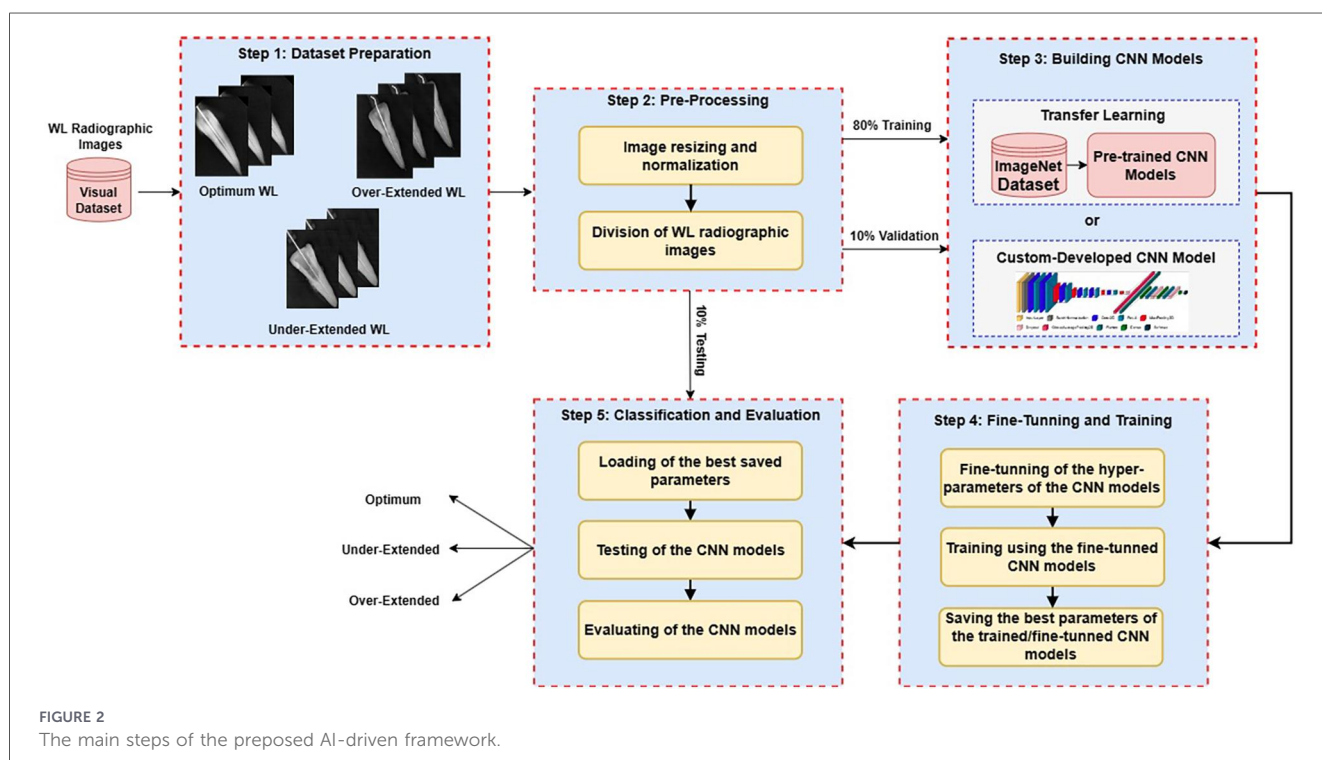 WL Radiographic
Images
Visual
Dataset
Step 1: Dataset Preparation
Optimum WL
Over-Extended WL
Under-Extended WL
Step 2: Pre-Processing
Image resizing and
normalization
Division of WL radiographic
images
80% Training
10% Validation
10% Testing
Step 3: Building CNN Models
Transfer Learning
ImageNet
Dataset
Pre-trained CNN
Models
or
Custom-Developed CNN Model
Step 4: Fine-Tunning and Training
Fine-tunning of the hyper-
parameters of the CNN models
Training using the fine-tunned
CNN models
Saving the best parameters of
the trained/fine-tunned CNN
models
Step 5: Classification and Evaluation
Loading of the best saved
parameters
Testing of the CNN models
Evaluating of the CNN models
Optimum
Under-Extended
Over-Extended
FIGURE 2
The main steps of the preposed AI-driven framework.